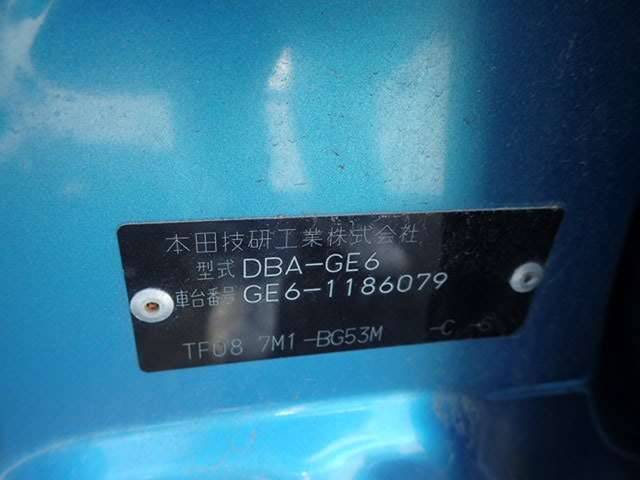 本田技研工業株式会社
型式 DBA-GE6
車台番号 GE6-1186079
TF08 7M1-BG53M -C -6